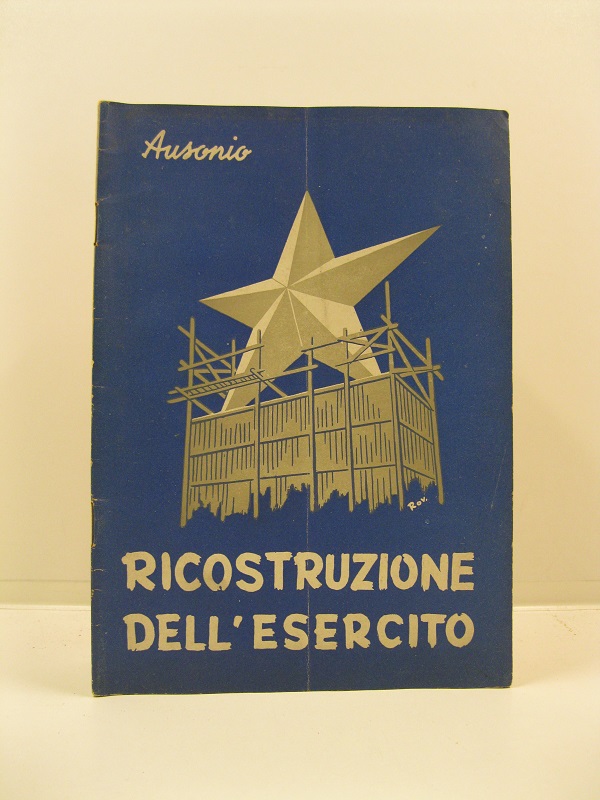 Ausonio
Rov.
RICOSTRUZIONE
DELL'ESERCITO